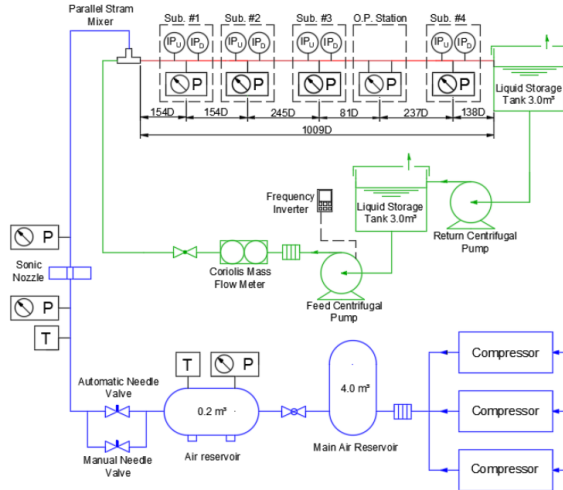 Parallel Stram
Mixer
Sub. #1
Sub. #2
Sub. #3
O.P. Station
Sub. #4
IPU
IPD
IPU
IPD
IPU
IPD
IPU
IPD
P
P
P
P
P
154D
154D
245D
81D
237D
138D
1009D
Liquid Storage
Tank 3.0m³
Frequency
Inverter
Liquid Storage
Tank 3.0m³
Return Centrifugal
Pump
P
Sonic
Nozzle
Coriolis Mass
Flow Meter
Feed Centrifugal
Pump
P
T
Automatic Needle
Valve
T
P
0.2 m³
4.0 m³
Compressor
Compressor
Compressor
Manual Needle
Valve
Air reservoir
Main Air Reservoir